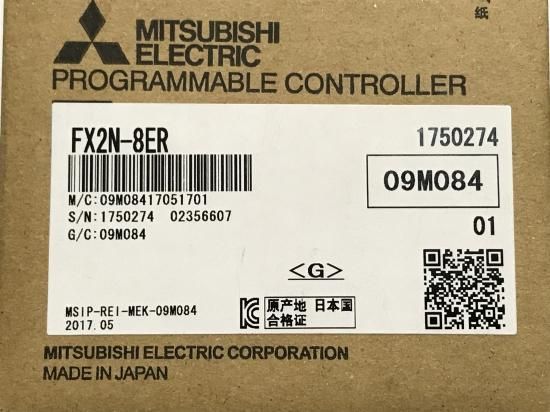 紙
MITSUBISHI
ELECTRIC
PROGRAMMABLE CONTROLLER
FX2N-8ER
1750274
M/C:09M08417051701
S/N:1750274 02356607
G/C:09M084
09M084
01
<G>
MSIP-REI-MEK-09M084
2017.05
原产地 日本国
合格证
MITSUBISHI ELECTRIC CORPORATION
MADE IN JAPAN